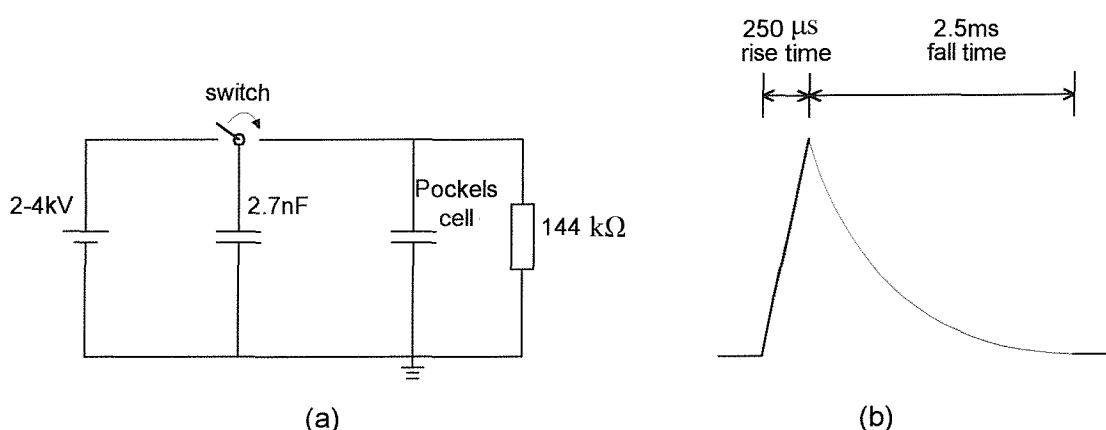 250 μs
rise time
2.5ms
fall time
switch
2-4kV
2.7nF
Pockels
cell
144 kΩ
(a)
(b)